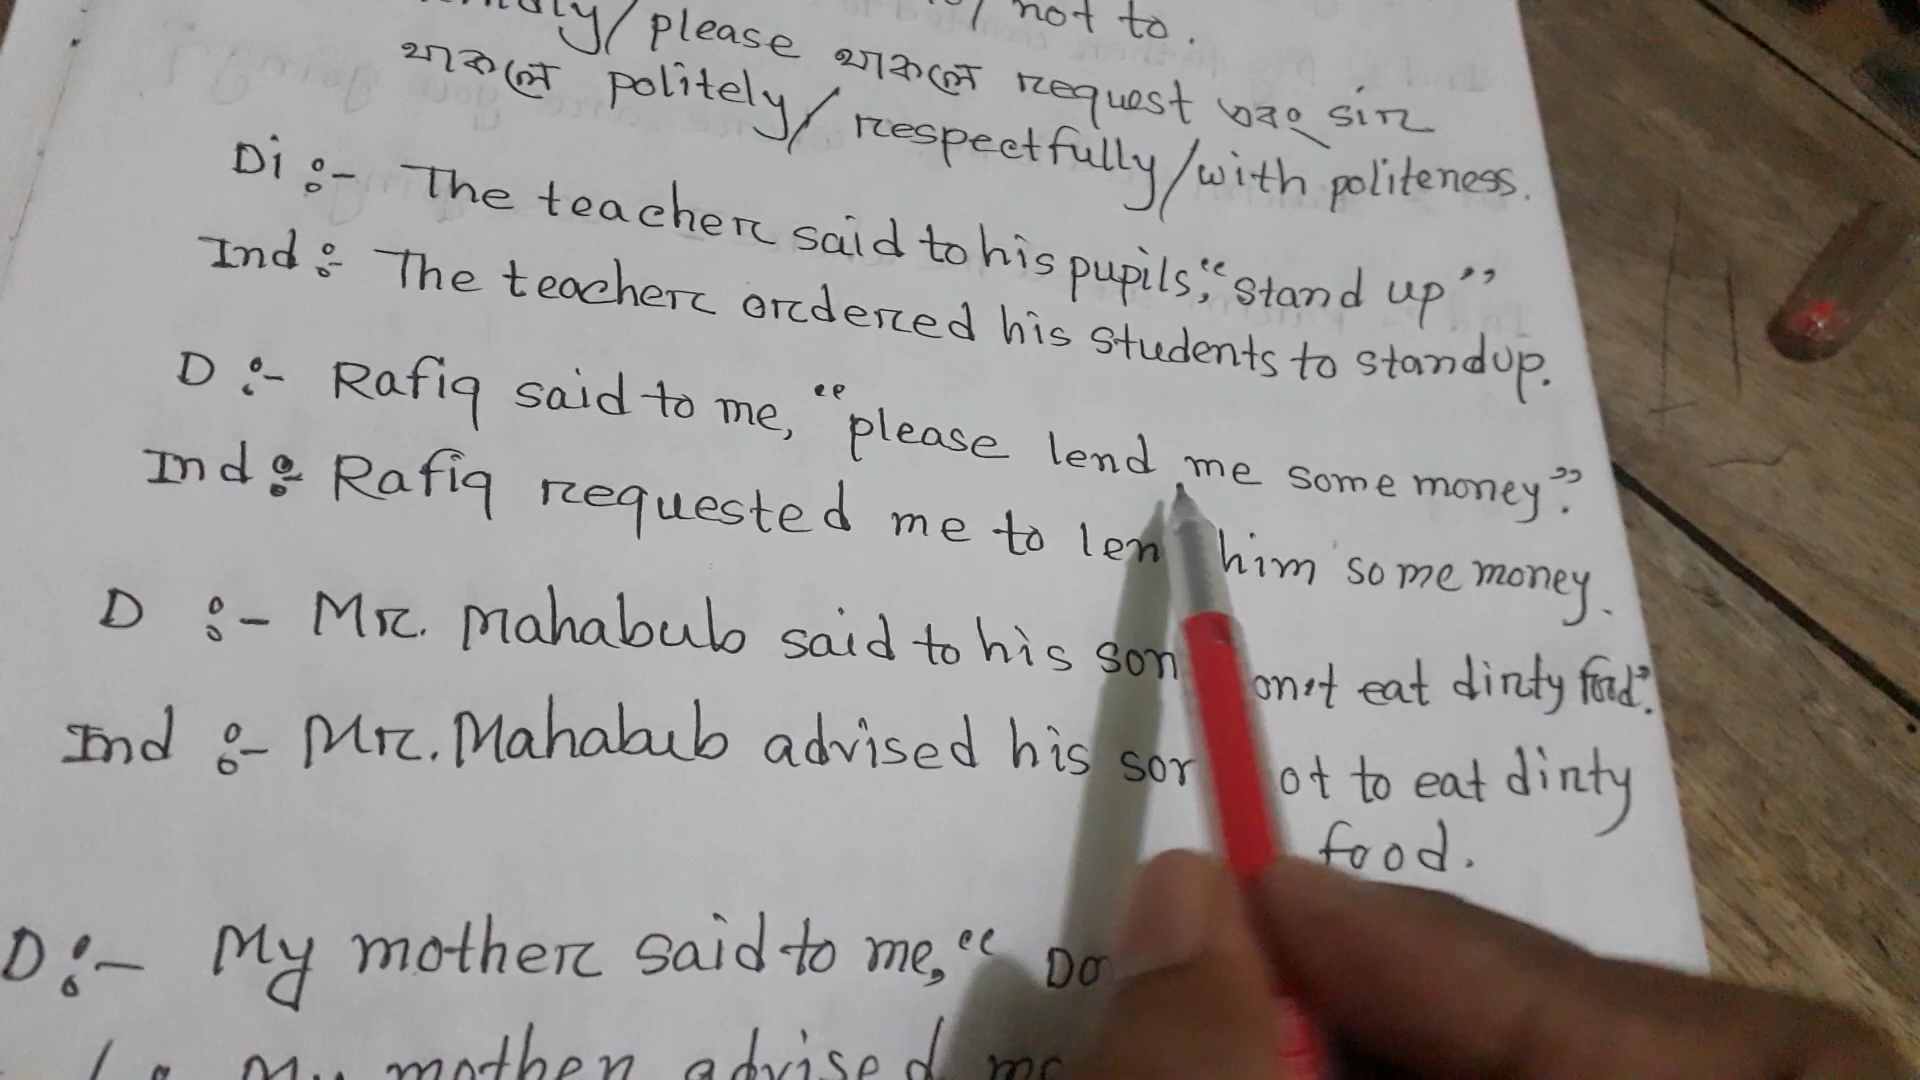 /please থাকলে request এবং sir
not to.
থাকলে politely/respectfully/with politeness.
Di :- The teacher said to his pupils, "stand up"
Ind :- The teacher ordered his students to standup.
D :- Rafiq said to me, "please lend me some money".
Ind :- Rafiq requested me to len him some money.
D :- Mr. Mahabub said to his son on't eat dirty food".
Ind :- Mr. Mahabub advised his son ot to eat dirty
food.
D :- My mother said to me, " Do
My mother advised me